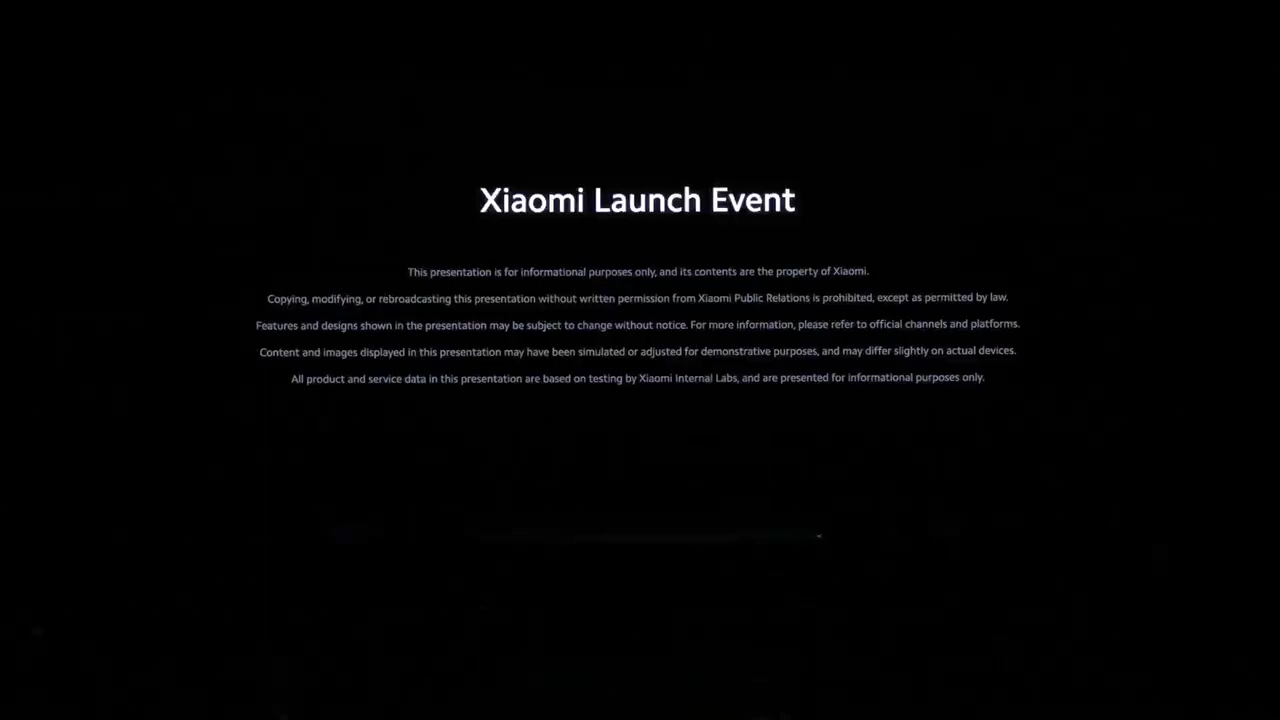 Xiaomi Launch Event
This presentation is for informational purposes only, and its contents are the property of Xiaomi.
Copying, modifying, or rebroadcasting this presentation without written permission from Xiaomi Public Relations is prohibited, except as permitted by law.
Features and designs shown in the presentation may be subject to change without notice. For more information, please refer to official channels and platforms.
Content and images displayed in this presentation may have been simulated or adjusted for demonstrative purposes, and may differ slightly on actual devices.
All product and service data in this presentation are based on testing by Xiaomi Internal Labs, and are presented for informational purposes only.